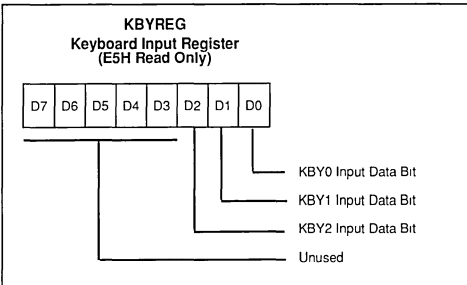 KBYREG
Keyboard Input Register
(E5H Read Only)
D7 D6 D5 D4 D3 D2 D1 D0
KBY0 Input Data Bit
KBY1 Input Data Bit
KBY2 Input Data Bit
Unused